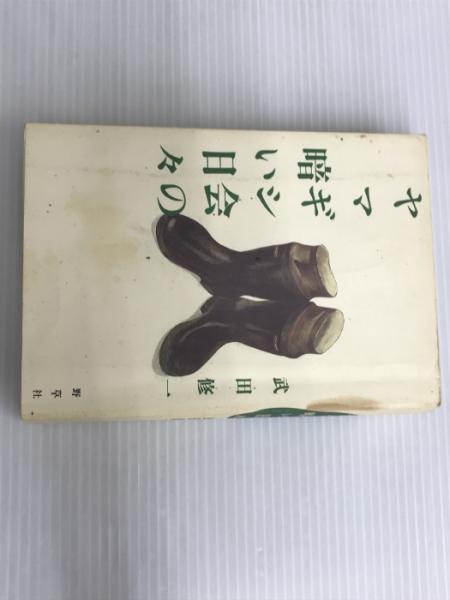 ヤマギシ会の
暗い日々
武田修一
野草社